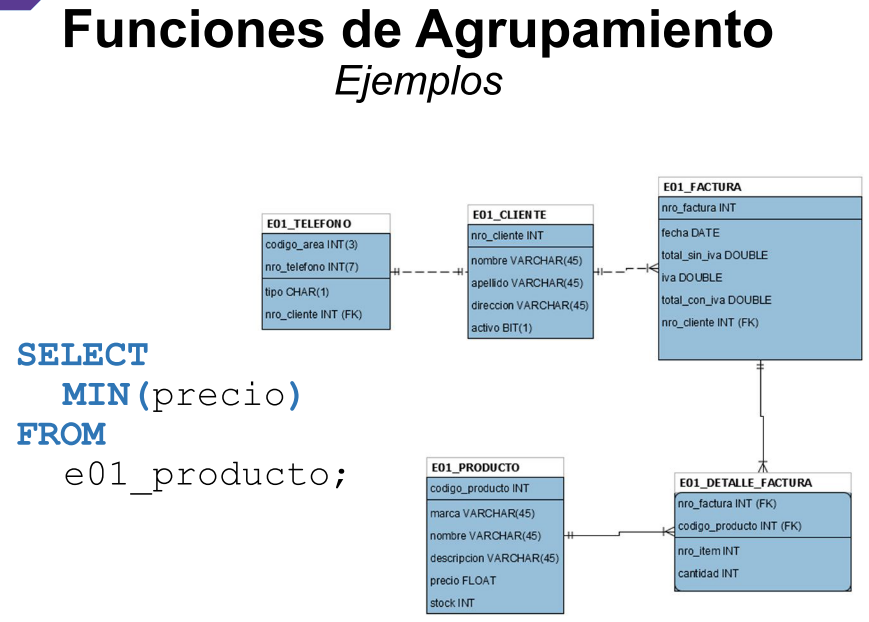 Funciones de Agrupamiento
Ejemplos
E01_TELEFONO
codigo_area INT(3)
nro_telefono INT(7)
tipo CHAR(1)
nro_cliente INT (FK)
E01_CLIENTE
nro_cliente INT
nombre VARCHAR(45)
apellido VARCHAR(45)
direccion VARCHAR(45)
activo BIT(1)
E01_FACTURA
nro_factura INT
fecha DATE
total_sin_iva DOUBLE
iva DOUBLE
total_con_iva DOUBLE
nro_cliente INT (FK)
SELECT
MIN(precio)
FROM
e01_producto;
E01_PRODUCTO
codigo_producto INT
marca VARCHAR(45)
nombre VARCHAR(45)
descripcion VARCHAR(45)
precio FLOAT
stock INT
E01_DETALLE_FACTURA
nro_factura INT (FK)
codigo_producto INT (FK)
nro_item INT
cantidad INT